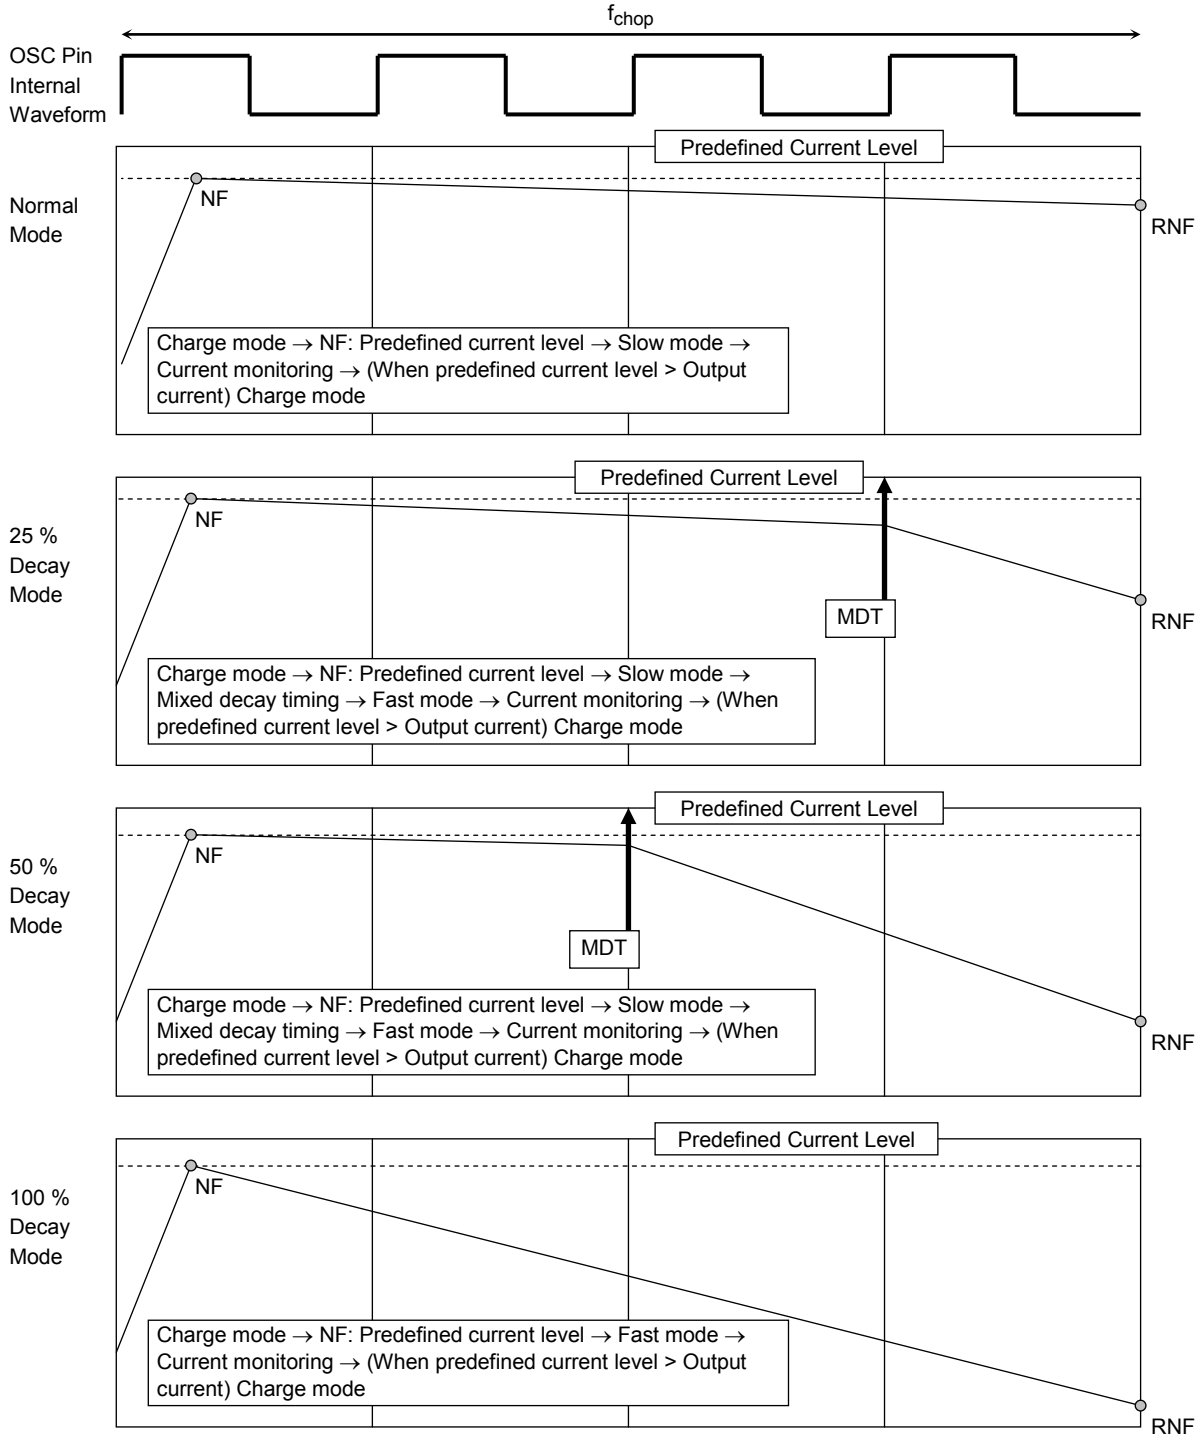 fchop
OSC Pin
Internal
Waveform
Predefined Current Level
NF
Normal
Mode
RNF
Charge mode → NF: Predefined current level → Slow mode →
Current monitoring → (When predefined current level > Output
current) Charge mode
Predefined Current Level
NF
25 %
Decay
Mode
MDT
RNF
Charge mode → NF: Predefined current level → Slow mode →
Mixed decay timing → Fast mode → Current monitoring → (When
predefined current level > Output current) Charge mode
Predefined Current Level
NF
50 %
Decay
Mode
MDT
Charge mode → NF: Predefined current level → Slow mode →
Mixed decay timing → Fast mode → Current monitoring → (When
predefined current level > Output current) Charge mode
RNF
Predefined Current Level
NF
100 %
Decay
Mode
Charge mode → NF: Predefined current level → Fast mode →
Current monitoring → (When predefined current level > Output
current) Charge mode
RNF